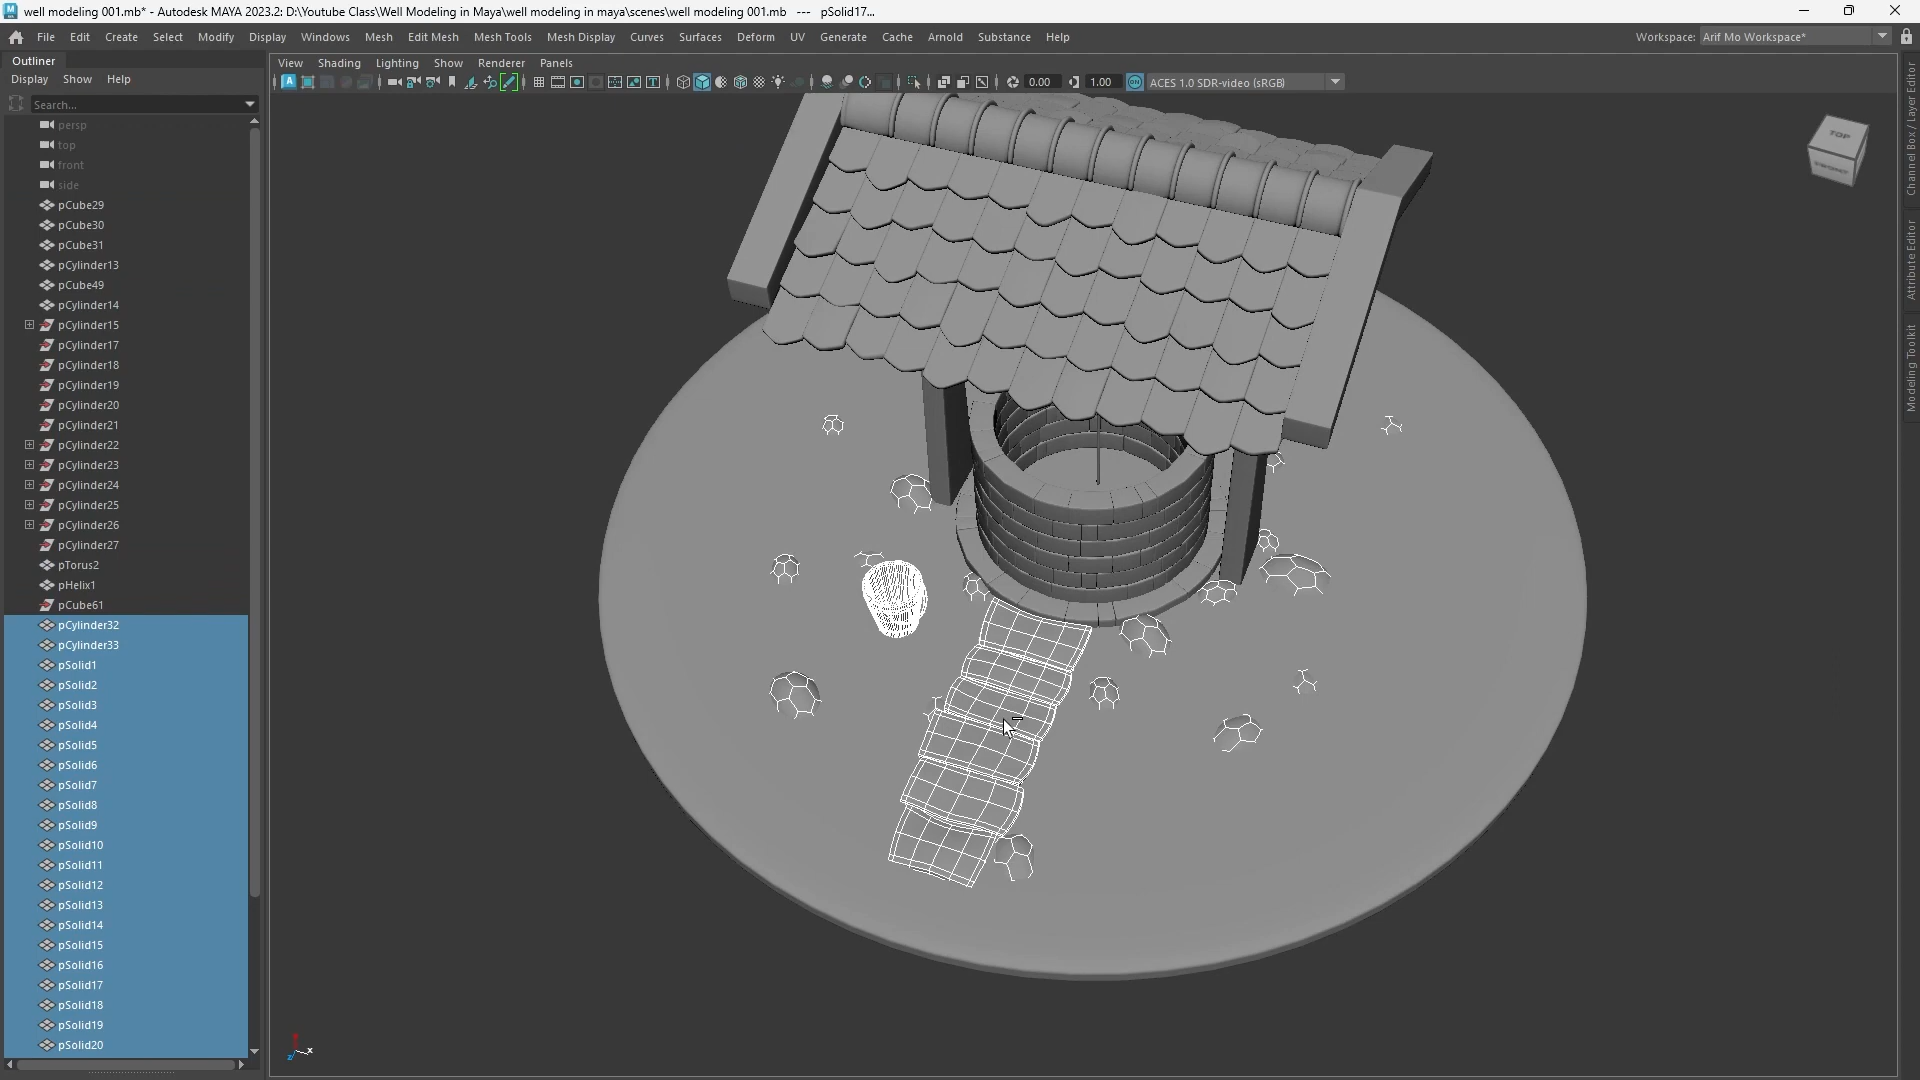 well modeling 001.mb* - Autodesk MAYA 2023.2: D:\Youtube Class\Well Modeling in Maya\well modeling in maya\scenes\well modeling 001.mb --- pSolid17...
File Edit Create Select Modify Display Windows Mesh Edit Mesh Mesh Tools Mesh Display Curves Surfaces Deform UV Generate Cache Arnold Substance Help
Workspace: Arif Mo Workspace*
Outliner
Display Show Help
Search...
View Shading Lighting Show Renderer Panels
0.00 1.00 ON ACES 1.0 SDR-video (sRGB)
persp
top
front
side
pCube29
pCube30
pCube31
pCylinder13
pCube49
pCylinder14
pCylinder15
pCylinder17
pCylinder18
pCylinder19
pCylinder20
pCylinder21
pCylinder22
pCylinder23
pCylinder24
pCylinder25
pCylinder26
pCylinder27
pTorus2
pHelix1
pCube61
pCylinder32
pCylinder33
pSolid1
pSolid2
pSolid3
pSolid4
pSolid5
pSolid6
pSolid7
pSolid8
pSolid9
pSolid10
pSolid11
pSolid12
pSolid13
pSolid14
pSolid15
pSolid16
pSolid17
pSolid18
pSolid19
pSolid20
TOP
Channel Box / Layer Editor
Attribute Editor
Modeling Toolkit
z
x